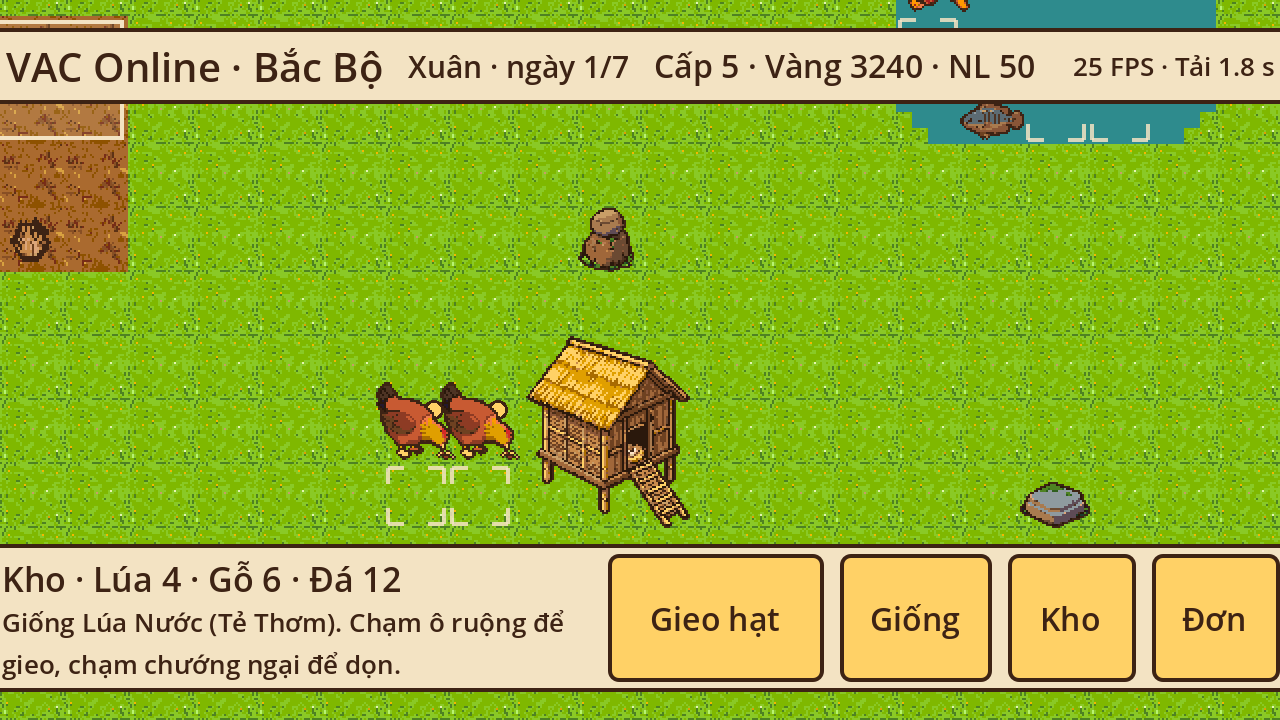 VAC Online · Bắc Bộ Xuân · ngày 1/7 Cấp 5 · Vàng 3240 · NL 50 25 FPS · Tải 1.8 s
Kho · Lúa 4 · Gỗ 6 · Đá 12
Giống Lúa Nước (Tẻ Thơm). Chạm ô ruộng để
gieo, chạm chướng ngại để dọn.
Gieo hạt
Giống
Kho
Đơn